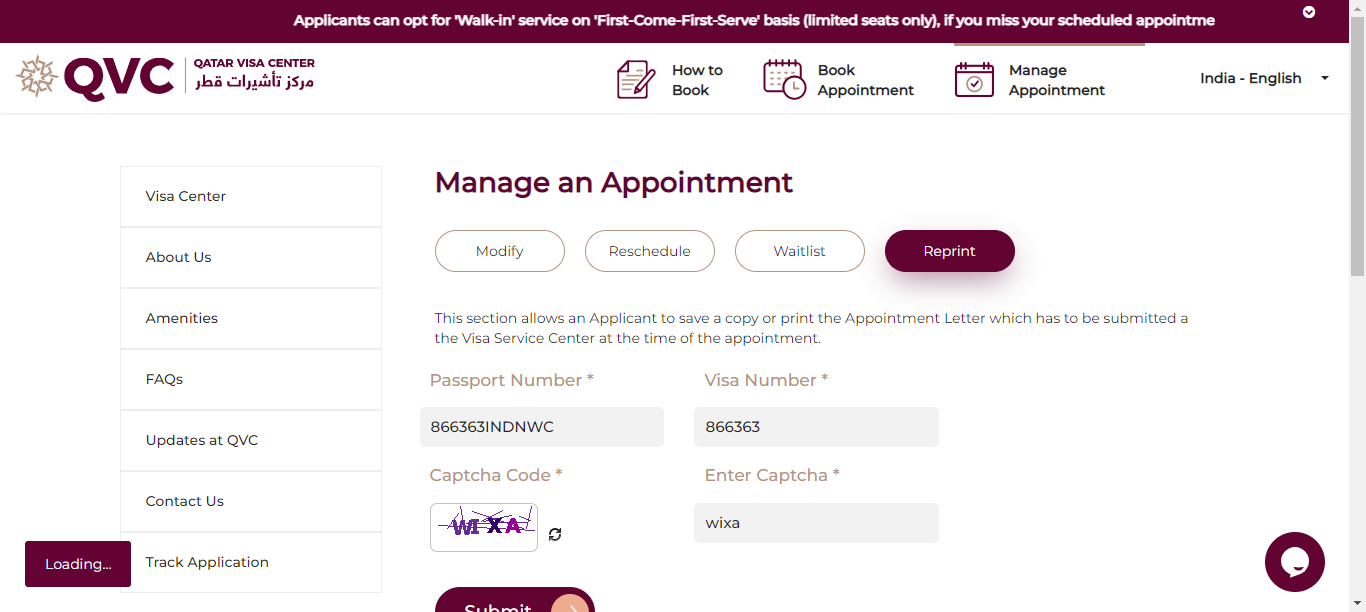 Applicants can opt for 'Walk-in' service on 'First-Come-First-Serve' basis (limited seats only), if you miss your scheduled appointme
QVC
QATAR VISA CENTER
مركز تأشيرات قطر
How to
Book
Book
Appointment
Manage
Appointment
India - English
Visa Center
About Us
Amenities
FAQs
Updates at QVC
Contact Us
Track Application
Loading...
Manage an Appointment
Modify
Reschedule
Waitlist
Reprint
This section allows an Applicant to save a copy or print the Appointment Letter which has to be submitted a
the Visa Service Center at the time of the appointment.
Passport Number *
Visa Number *
866363INDNWC
866363
Captcha Code *
Enter Captcha *
WIXA
wixa
Submit